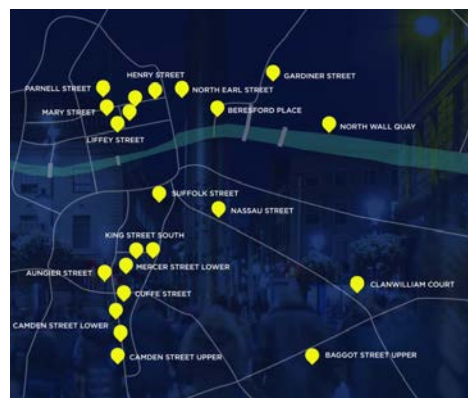 HENRY STREET
GARDINER STREET
PARNELL STREET
NORTH EARL STREET
MARY STREET
BERESFORD PLACE
NORTH WALL QUAY
LIFFEY STREET
SUFFOLK STREET
NASSAU STREET
KING STREET SOUTH
MERCER STREET LOWER
AUNGIER STREET
CLANWILLIAM COURT
CUFFE STREET
CAMDEN STREET LOWER
CAMDEN STREET UPPER
BAGGOT STREET UPPER